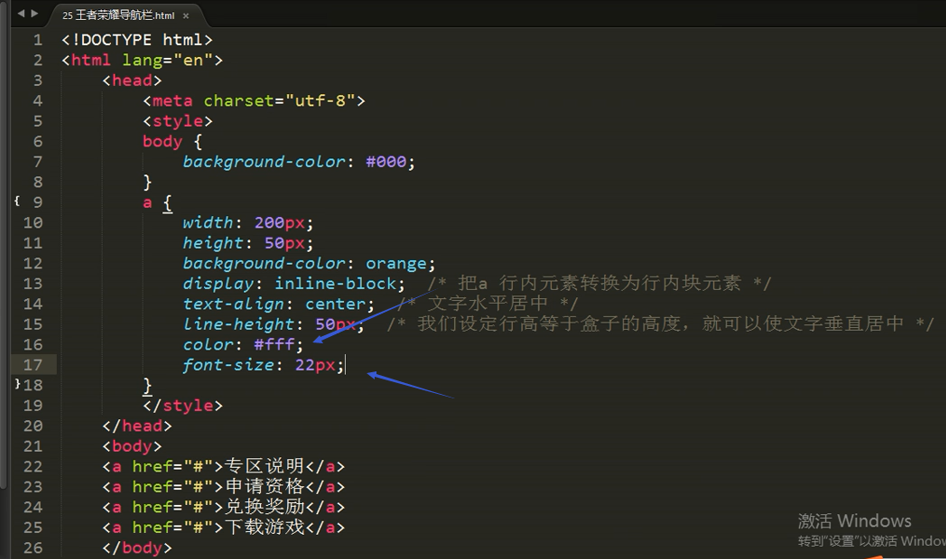 25 王者荣耀导航栏.html ×
1 <!DOCTYPE html>
2 <html lang="en">
3 <head>
4 <meta charset="utf-8">
5 <style>
6 body {
7 background-color: #000;
8 }
{ 9 a {
10 width: 200px;
11 height: 50px;
12 background-color: orange;
13 display: inline-block; /* 把a 行内元素转换为行内块元素 */
14 text-align: center; /* 文字水平居中 */
15 line-height: 50px; /* 我们设定行高等于盒子的高度，就可以使文字垂直居中 */
16 color: #fff;
17 font-size: 22px;
} 18 }
19 </style>
20 </head>
21 <body>
22 <a href="#">专区说明</a>
23 <a href="#">申请资格</a>
24 <a href="#">兑换奖励</a>
25 <a href="#">下载游戏</a>
26 </body>
激活 Windows
转到"设置"以激活 Windows